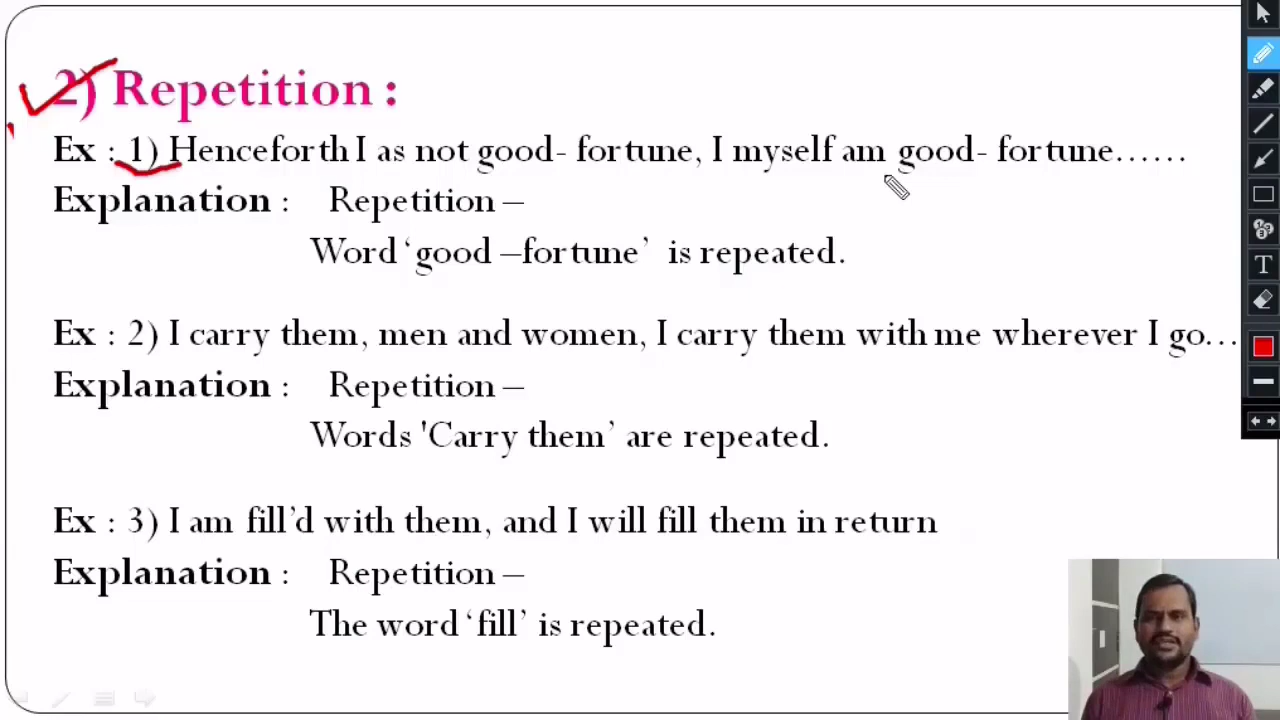 2) Repetition :
Ex : 1) Henceforth I as not good- fortune, I myself am good- fortune......
Explanation : Repetition –
Word ‘good –fortune’ is repeated.
Ex : 2) I carry them, men and women, I carry them with me wherever I go...
Explanation : Repetition –
Words 'Carry them’ are repeated.
Ex : 3) I am fill’d with them, and I will fill them in return
Explanation : Repetition –
The word ‘fill’ is repeated.